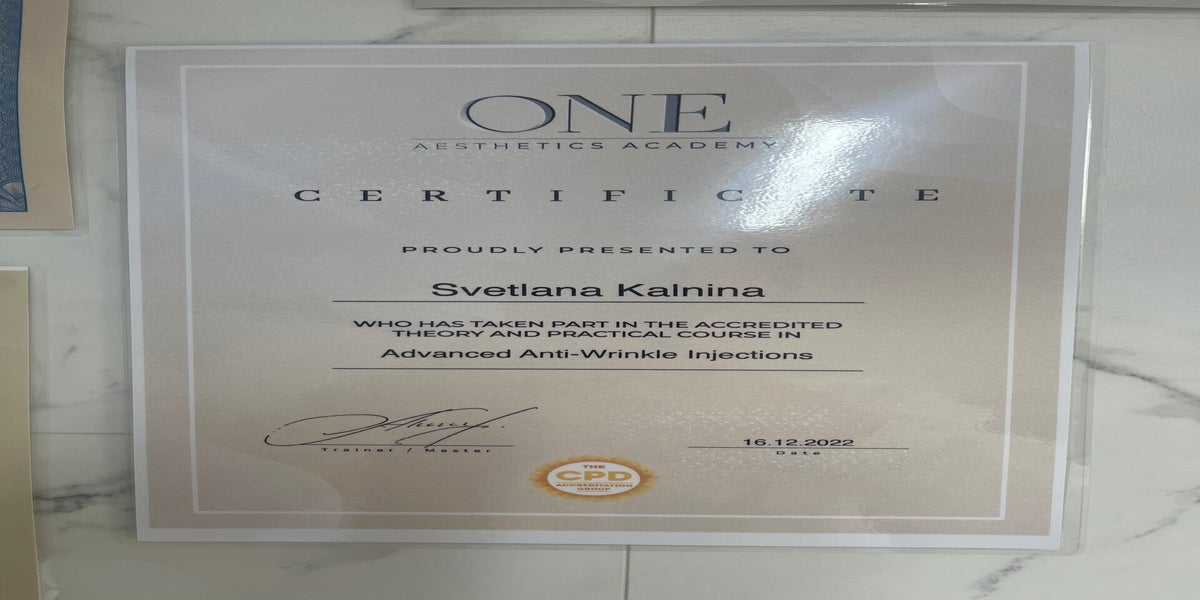 ONE
AESTHETICS ACADEMY
CERTIFICATE
PROUDLY PRESENTED TO
Svetlana Kalnina
WHO HAS TAKEN PART IN THE ACCREDITED
THEORY AND PRACTICAL COURSE IN
Advanced Anti-Wrinkle Injections
16.12.2022
Trainer / Master
Date
THE
CPD
ACCREDITATION
GROUP